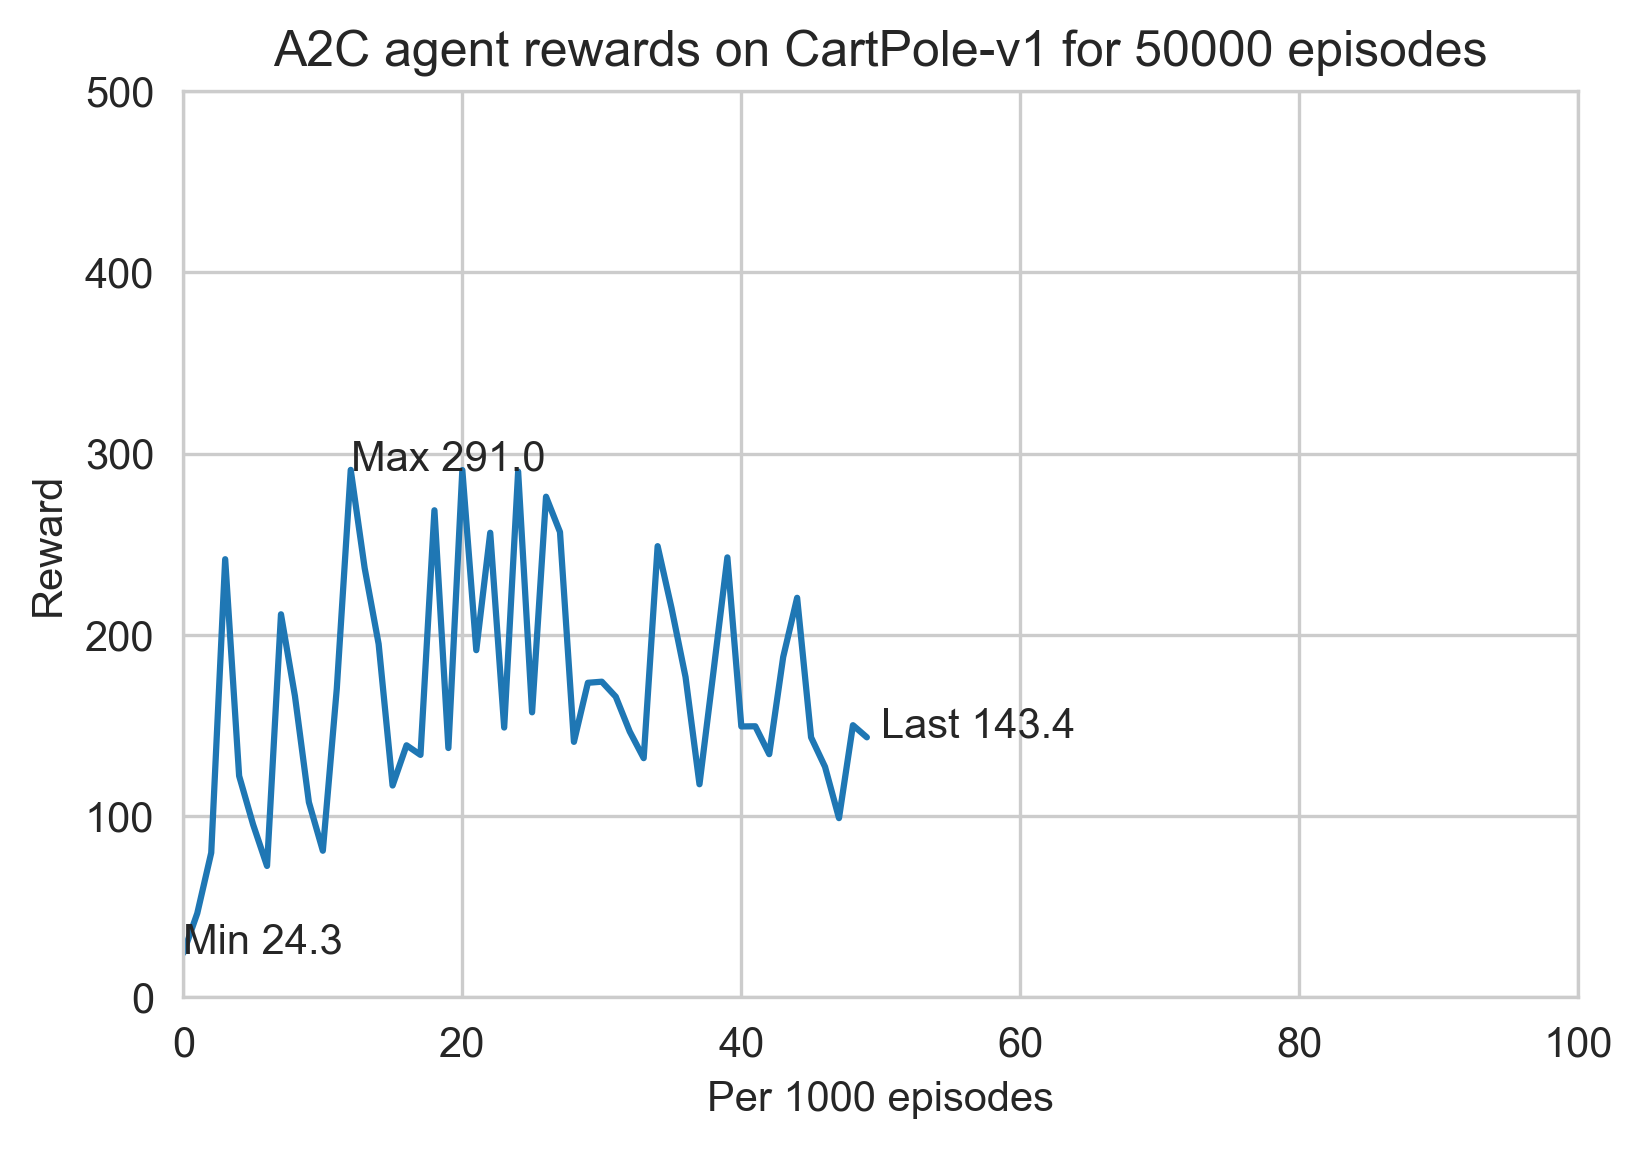 A2C agent rewards on CartPole-v1 for 50000 episodes
500
400
300
200
100
0
Reward
Max 291.0
Last 143.4
Min 24.3
0 20 40 60 80 100
Per 1000 episodes